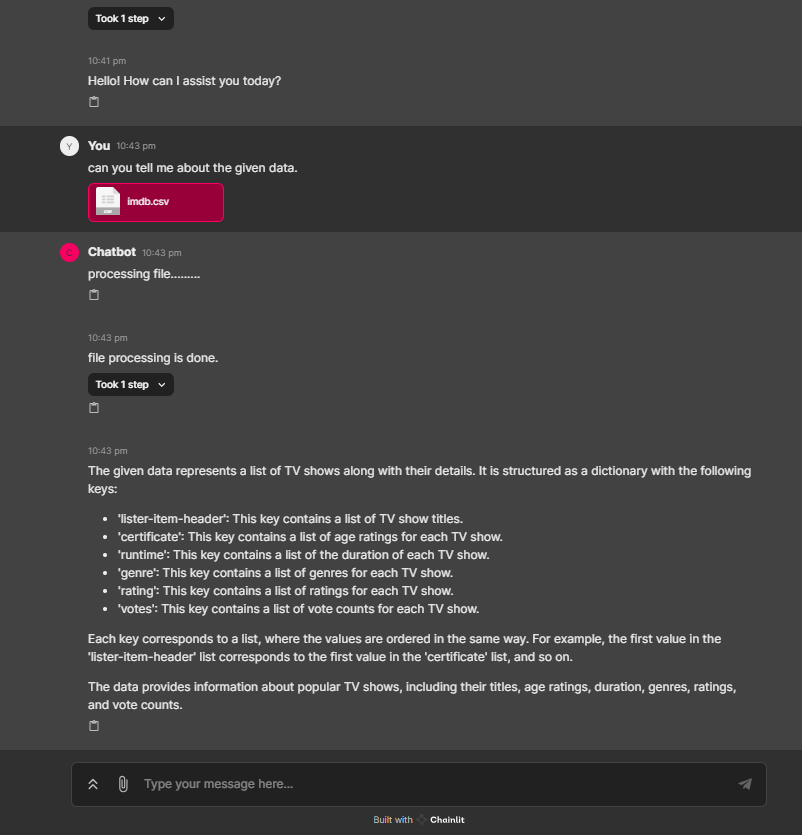 Took 1 step
10:41 pm
Hello! How can I assist you today?
Y
You 10:43 pm
can you tell me about the given data.
imdb.csv
C
Chatbot 10:43 pm
processing file.........
10:43 pm
file processing is done.
Took 1 step
10:43 pm
The given data represents a list of TV shows along with their details. It is structured as a dictionary with the following
keys:
• 'lister-item-header': This key contains a list of TV show titles.
• 'certificate': This key contains a list of age ratings for each TV show.
• 'runtime': This key contains a list of the duration of each TV show.
• 'genre': This key contains a list of genres for each TV show.
• 'rating': This key contains a list of ratings for each TV show.
• 'votes': This key contains a list of vote counts for each TV show.
Each key corresponds to a list, where the values are ordered in the same way. For example, the first value in the
'lister-item-header' list corresponds to the first value in the 'certificate' list, and so on.
The data provides information about popular TV shows, including their titles, age ratings, duration, genres, ratings,
and vote counts.
Type your message here...
Built with Chainlit